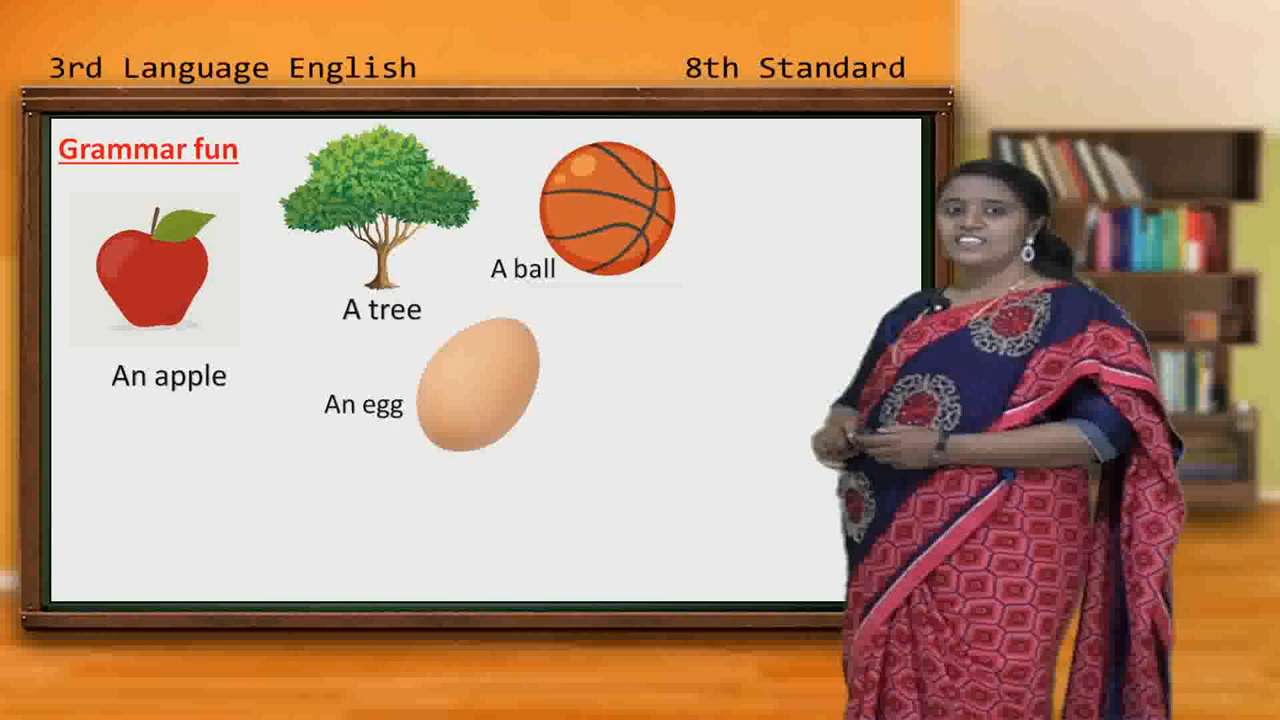 3rd Language English
8th Standard
Grammar fun
A ball
A tree
An apple
An egg